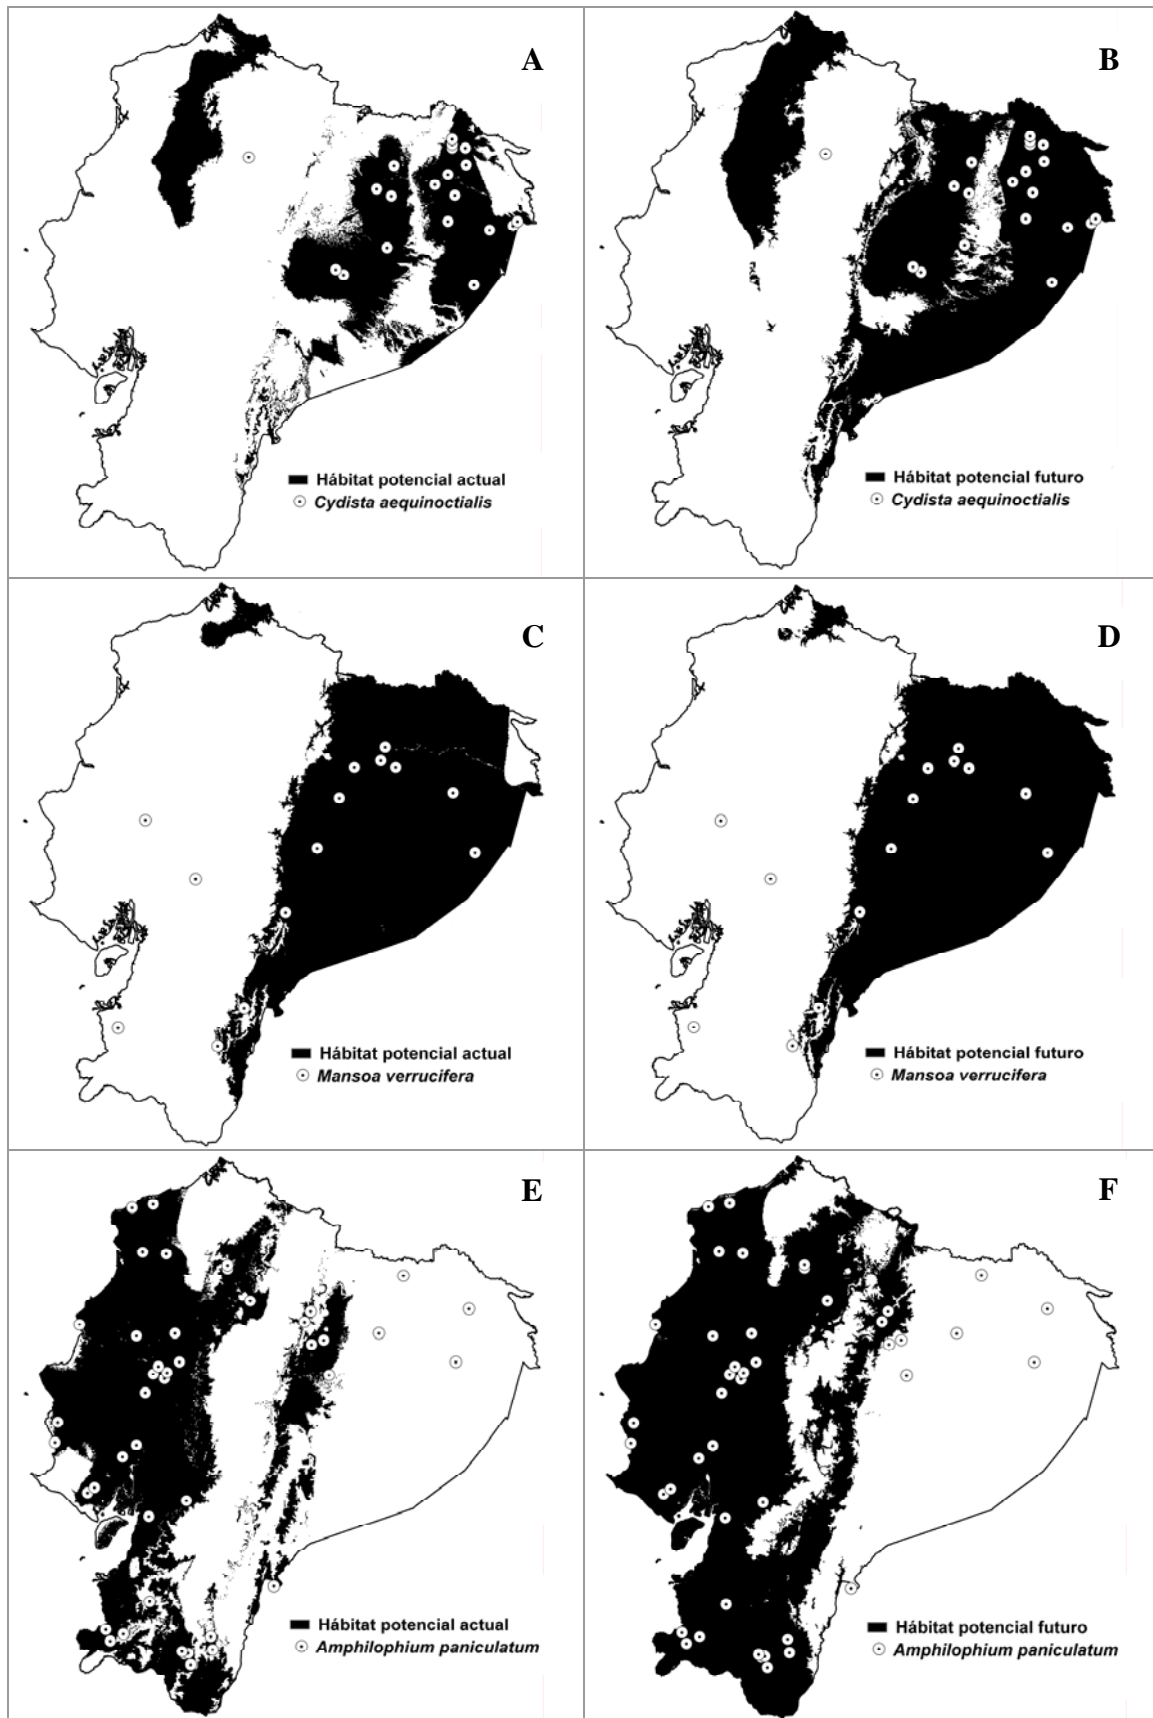 A
Hábitat potencial actual
Cydista aequinoctialis
B
Hábitat potencial futuro
Cydista aequinoctialis
C
Hábitat potencial actual
Mansoa verrucifera
D
Hábitat potencial futuro
Mansoa verrucifera
E
Hábitat potencial actual
Amphilophium paniculatum
F
Hábitat potencial futuro
Amphilophium paniculatum